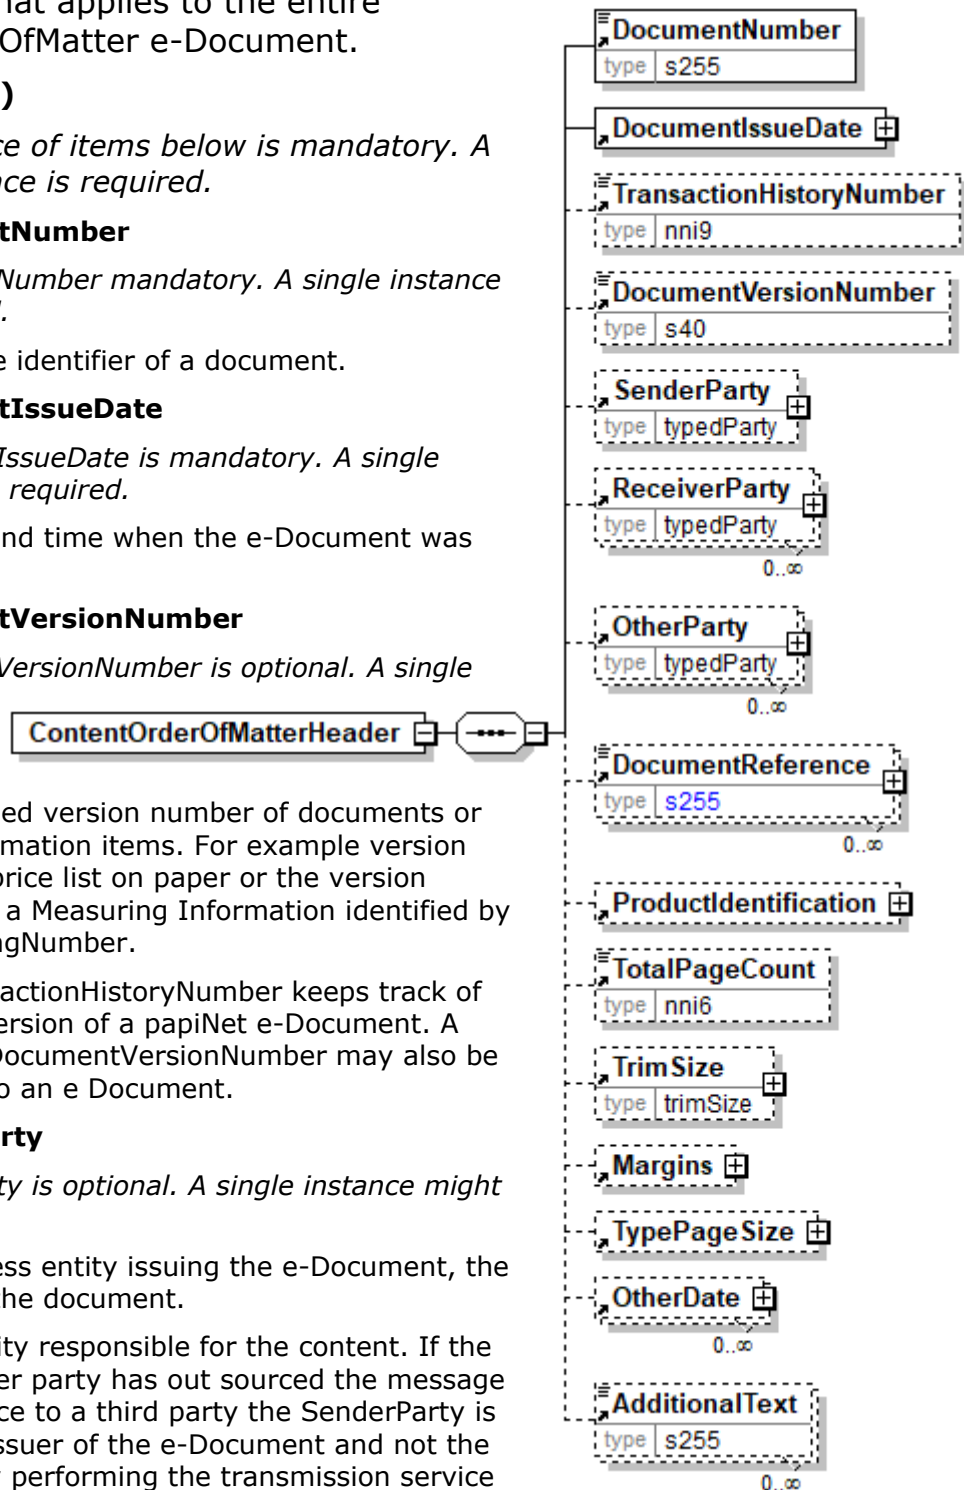 hat applies to the entire
OfMatter e-Document.
)
ce of items below is mandatory. A
nce is required.
tNumber
Number mandatory. A single instance
.
e identifier of a document.
tIssueDate
IssueDate is mandatory. A single
required.
nd time when the e-Document was
tVersionNumber
VersionNumber is optional. A single
ContentOrderOfMatterHeader
ed version number of documents or
rmation items. For example version
price list on paper or the version
a Measuring Information identified by
ngNumber.
sactionHistoryNumber keeps track of
ersion of a papiNet e-Document. A
DocumentVersionNumber may also be
o an e Document.
arty
ty is optional. A single instance might
ess entity issuing the e-Document, the
the document.
ity responsible for the content. If the
er party has out sourced the message
ce to a third party the SenderParty is
issuer of the e-Document and not the
y performing the transmission service
DocumentNumber
type s255
DocumentIssueDate
TransactionHistoryNumber
type nni9
DocumentVersionNumber
type s40
SenderParty
type typedParty
ReceiverParty
type typedParty
0..∞
OtherParty
type typedParty
0..∞
DocumentReference
type s255
0..∞
ProductIdentification
TotalPageCount
type nni6
TrimSize
type trimSize
Margins
TypePageSize
OtherDate
0..∞
AdditionalText
type s255
0..∞